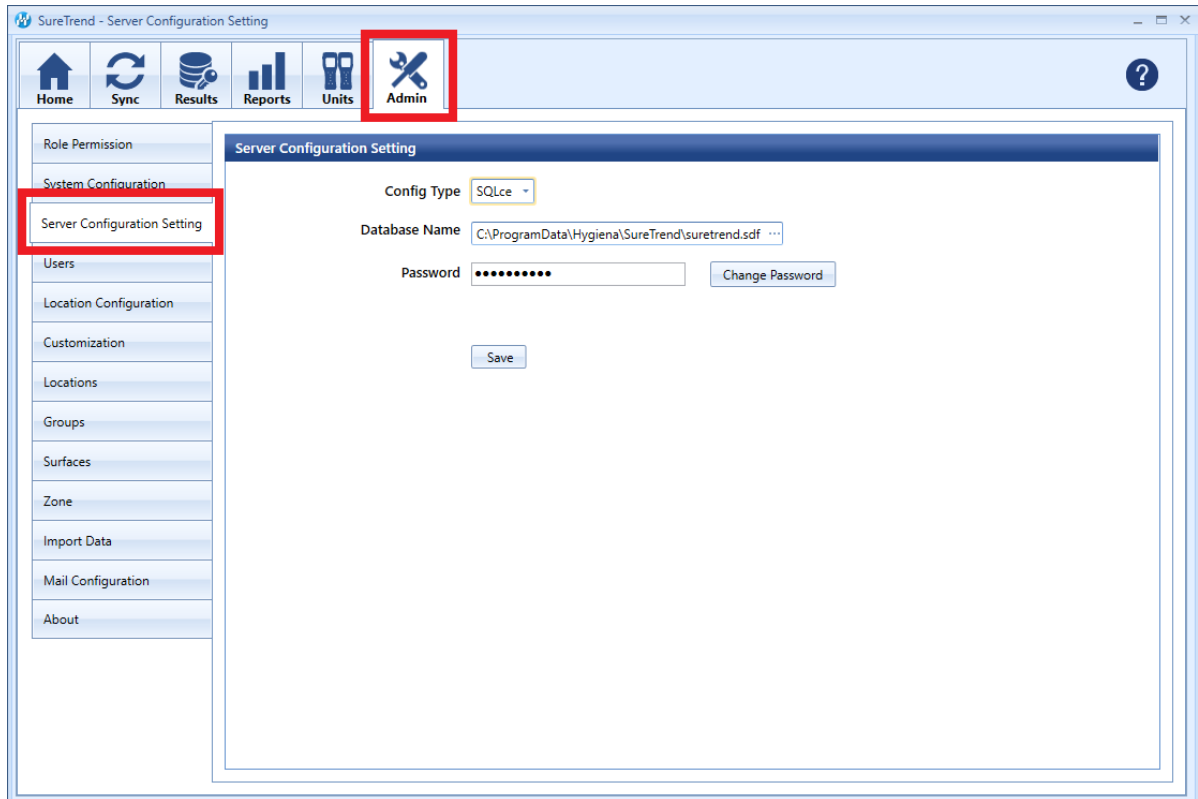 SureTrend - Server Configuration Setting
Home Sync Results Reports Units Admin
?
Role Permission
System Configuration
Server Configuration Setting
Users
Location Configuration
Customization
Locations
Groups
Surfaces
Zone
Import Data
Mail Configuration
About
Server Configuration Setting
Config Type SQLce
Database Name C:\ProgramData\Hygiena\SureTrend\suretrend.sdf ...
Password •••••••••• Change Password
Save